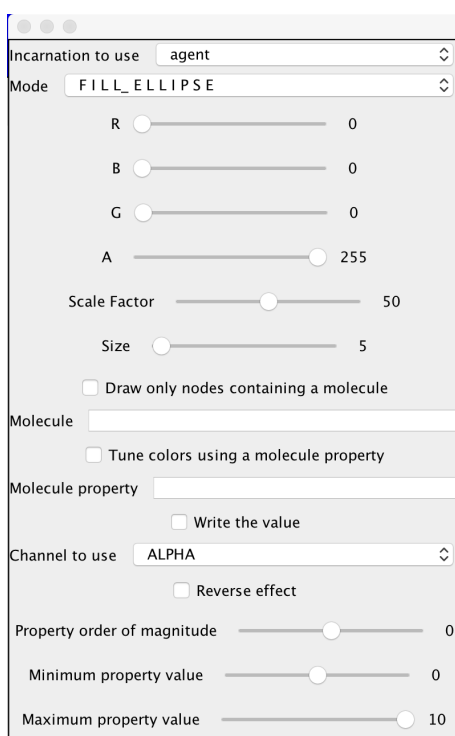 Incarnation to use agent
Mode F I L L_ E L L I P S E
R 0
B 0
G 0
A 255
Scale Factor 50
Size 5
Draw only nodes containing a molecule
Molecule
Tune colors using a molecule property
Molecule property
Write the value
Channel to use ALPHA
Reverse effect
Property order of magnitude 0
Minimum property value 0
Maximum property value 10